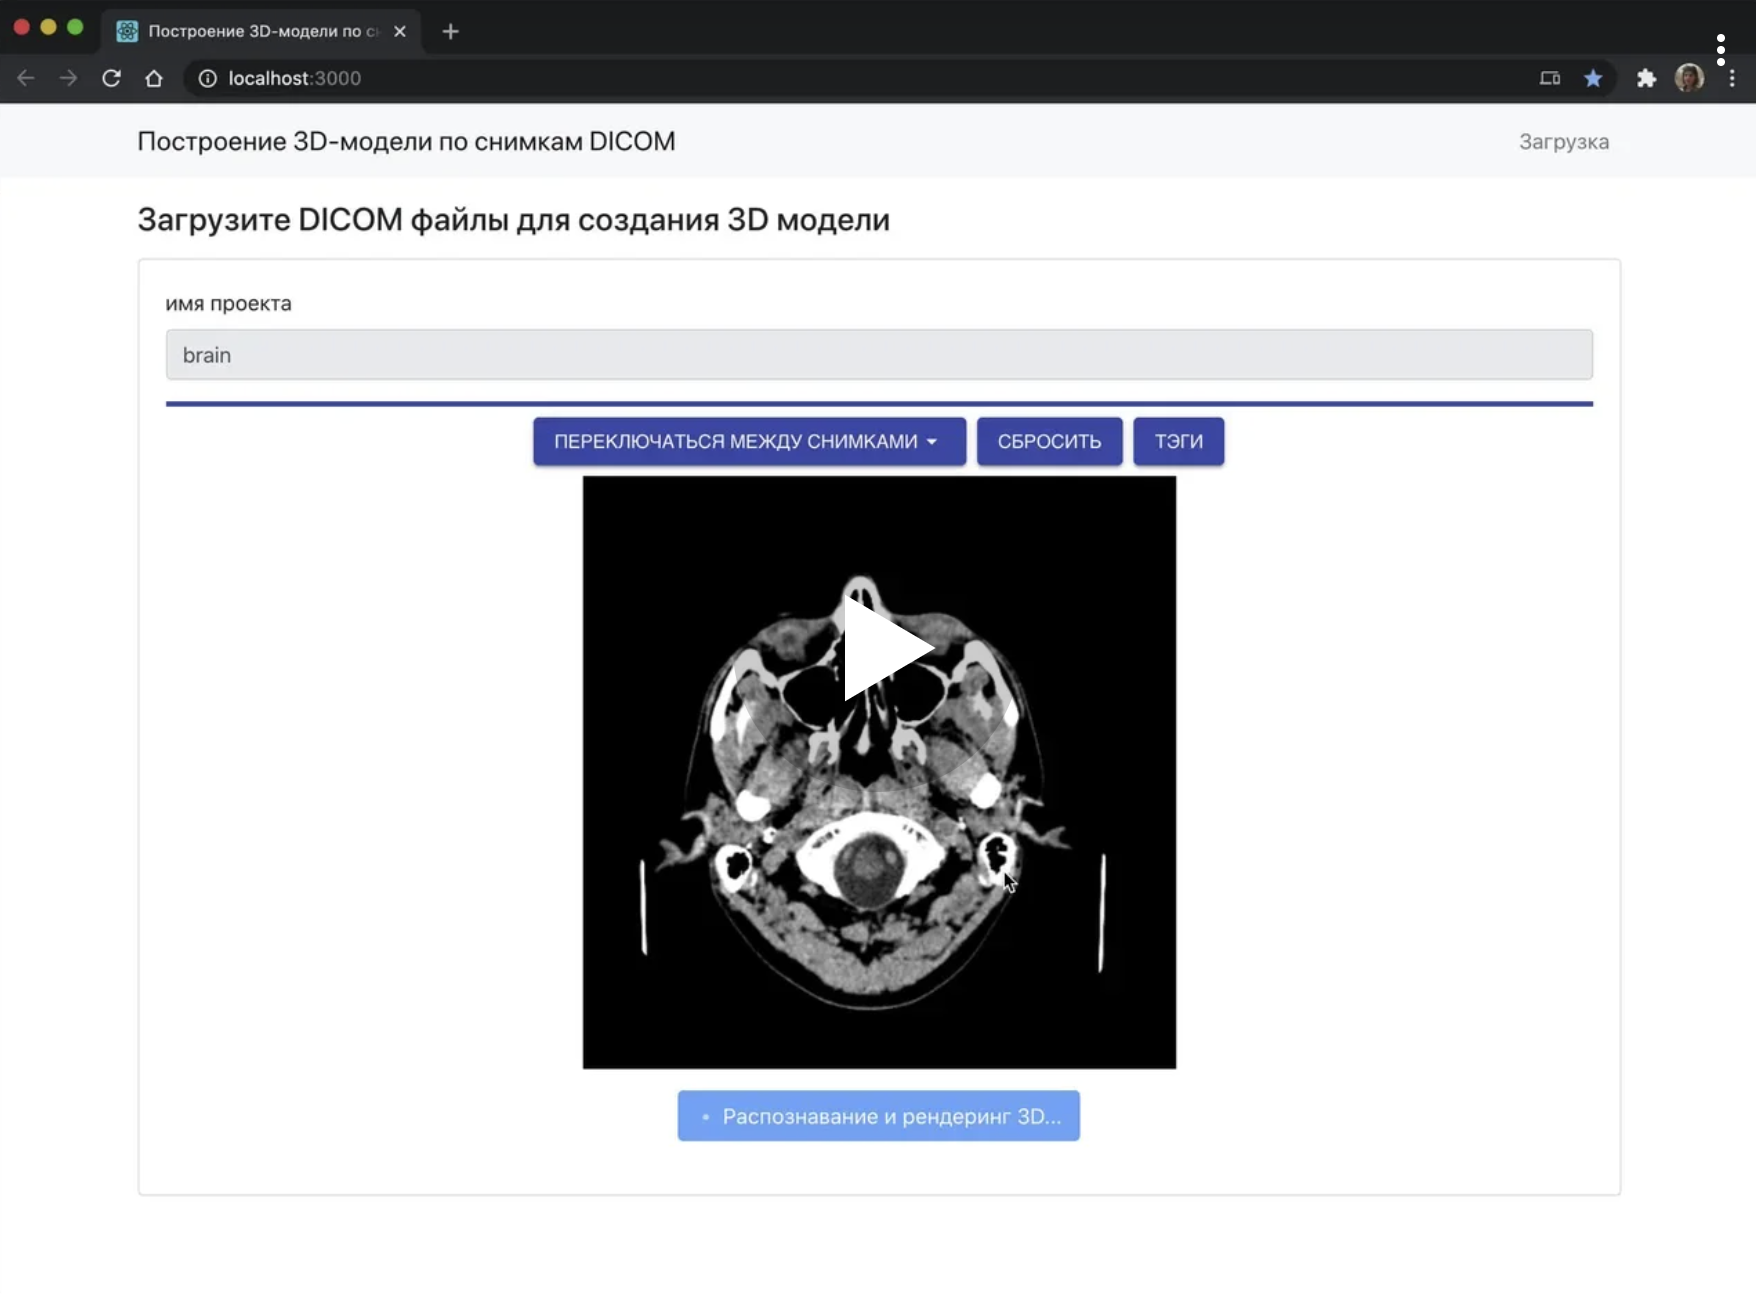 Построение 3D-модели по с
localhost:3000
Построение 3D-модели по снимкам DICOM
Загрузка
Загрузите DICOM файлы для создания 3D модели
имя проекта
brain
ПЕРЕКЛЮЧАТЬСЯ МЕЖДУ СНИМКАМИ
СБРОСИТЬ
ТЭГИ
Распознавание и рендеринг 3D...